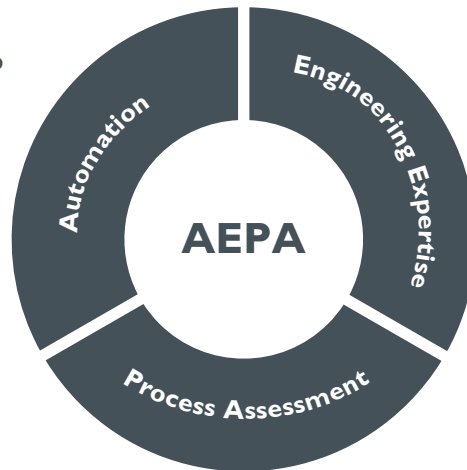 Automation
Engineering Expertise
AEPA
Process Assessment